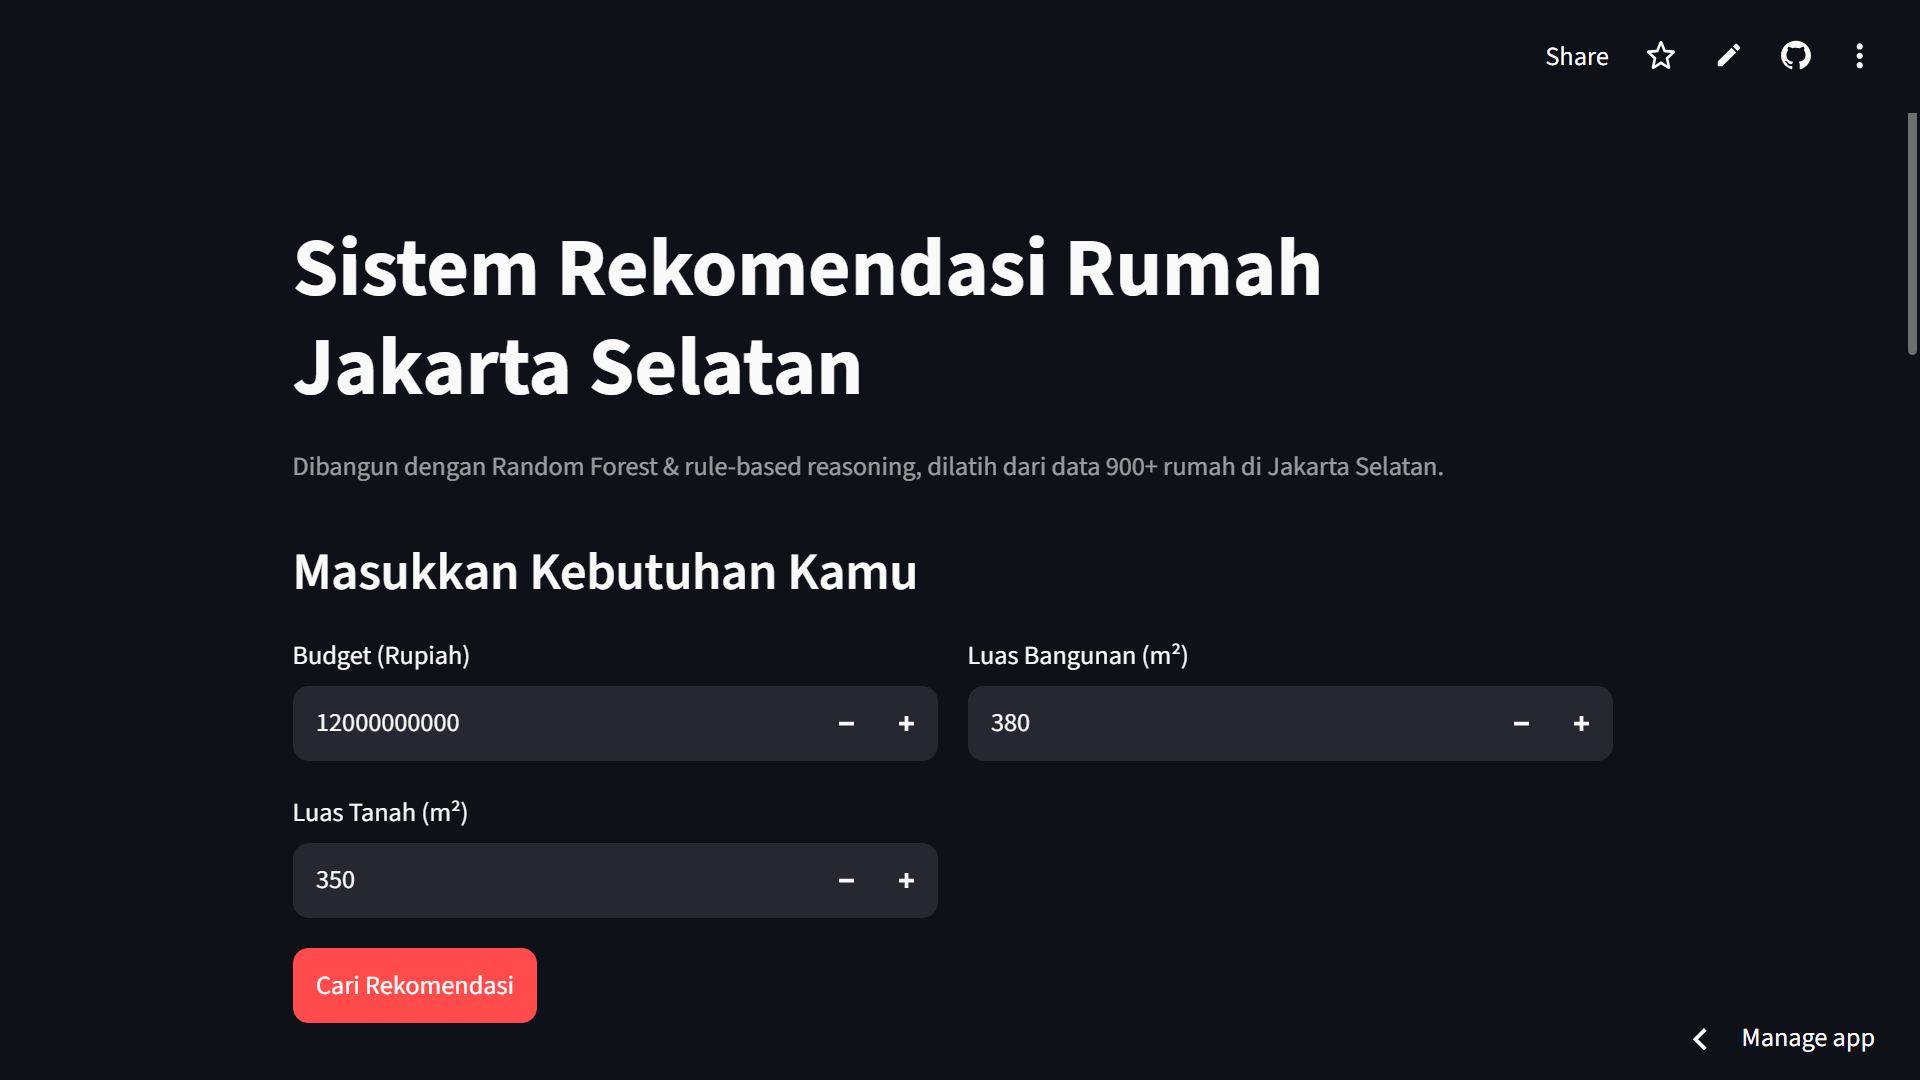 Share
Sistem Rekomendasi Rumah
Jakarta Selatan
Dibangun dengan Random Forest & rule-based reasoning, dilatih dari data 900+ rumah di Jakarta Selatan.
Masukkan Kebutuhan Kamu
Budget (Rupiah)
12000000000
Luas Bangunan (m²)
380
Luas Tanah (m²)
350
Cari Rekomendasi
Manage app